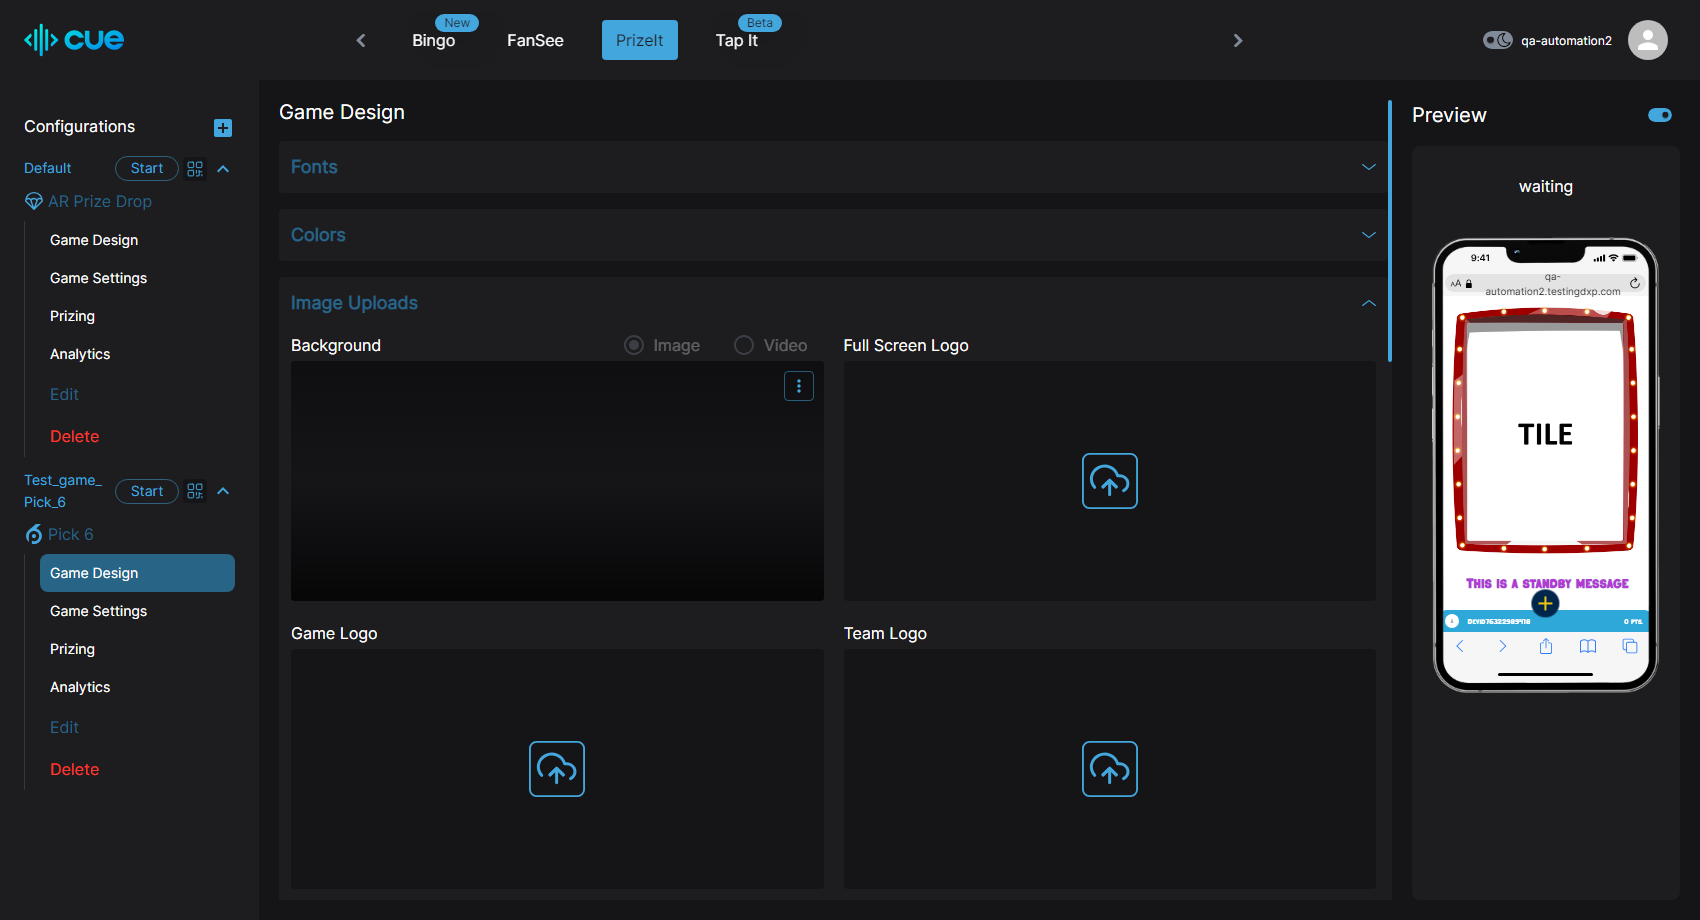 cue
New
Bingo
FanSee
PrizeIt
Beta
Tap It
qa-automation2
Configurations
Default
Start
AR Prize Drop
Game Design
Game Settings
Prizing
Analytics
Edit
Delete
Test_game_
Pick_6
Start
Pick 6
Game Design
Game Settings
Prizing
Analytics
Edit
Delete
Game Design
Fonts
Colors
Image Uploads
Background
Image
Video
Full Screen Logo
Game Logo
Team Logo
Preview
waiting
9:41
AA
qa-
automation2.testingdxp.com
TILE
This is a standby message
0 PTS.